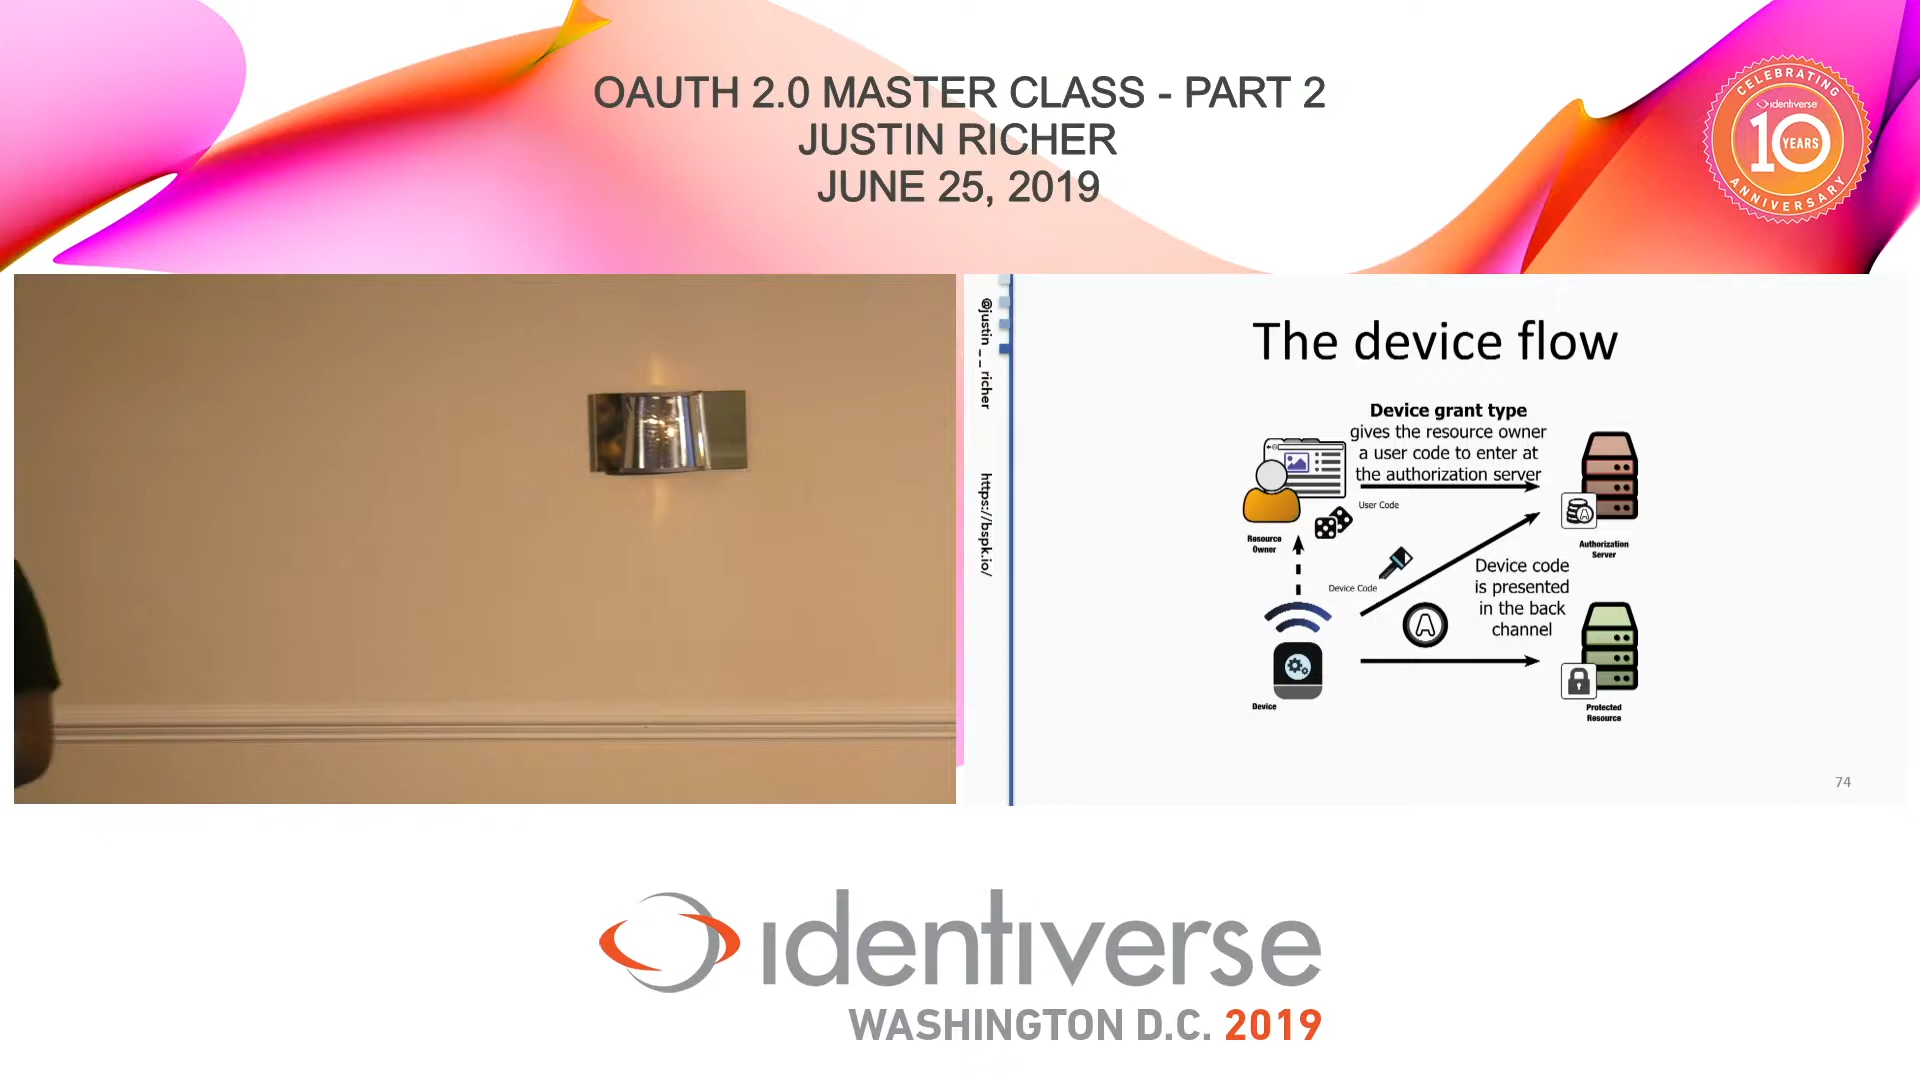 OAUTH 2.0 MASTER CLASS - PART 2
JUSTIN RICHER
JUNE 25, 2019
CELEBRATING
identiverse
10
YEARS
ANNIVERSARY
@justin__richer
https://bspk.io/
The device flow
Device grant type
gives the resource owner
a user code to enter at
the authorization server
User Code
Resource
Owner
Authorization
Server
Device Code
Device code
is presented
in the back
channel
A
A
Device
Protected
Resource
74
identiverse
WASHINGTON D.C. 2019